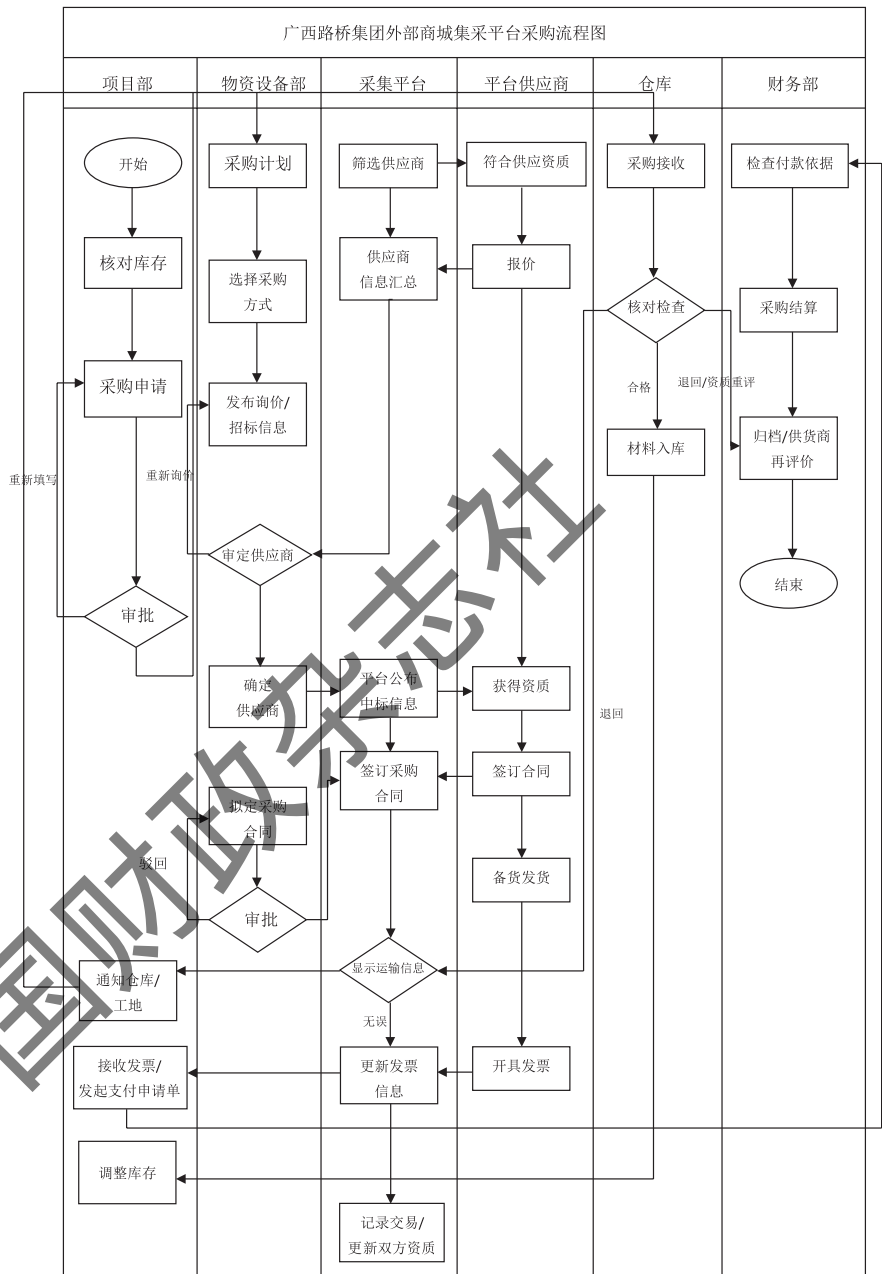 广西路桥集团外部商城集采平台采购流程图
项目部
物资设备部
采集平台
平台供应商
仓库
财务部
开始
采购计划
筛选供应商
符合供应资质
采购接收
检查付款依据
核对库存
选择采购
方式
供应商
信息汇总
报价
核对检查
采购结算
合格
退回/资质重评
采购申请
发布询价/
招标信息
材料入库
归档/供货商
再评价
重新填写
重新询价
审定供应商
结束
审批
确定
供应商
平台公布
中标信息
获得资质
退回
签订采购
合同
签订合同
拟定采购
合同
驳回
备货发货
审批
通知仓库/
工地
显示运输信息
无误
接收发票/
发起支付申请单
更新发票
信息
开具发票
调整库存
记录交易/
更新双方资质
国财政杂志社